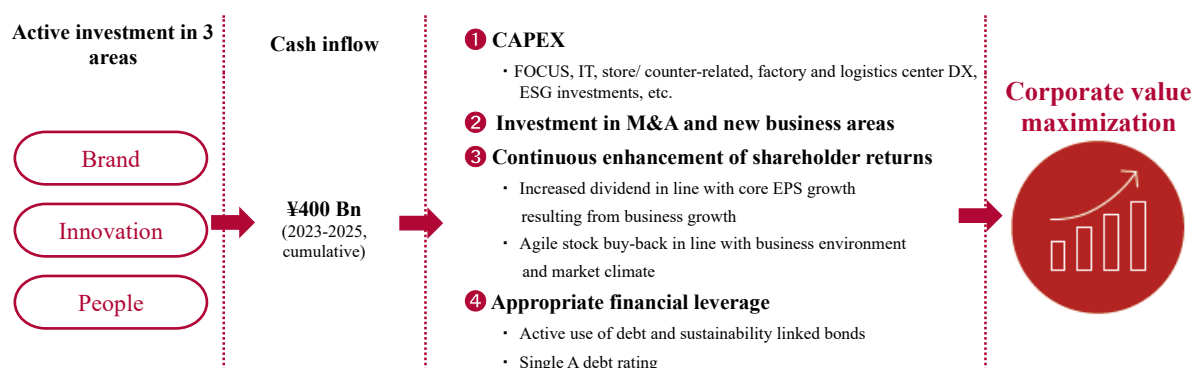 Active investment in 3
areas
Brand
Innovation
People
Cash inflow
¥400 Bn
(2023-2025,
cumulative)
❶ CAPEX
・FOCUS, IT, store/ counter-related, factory and logistics center DX,
ESG investments, etc.
❷ Investment in M&A and new business areas
❸ Continuous enhancement of shareholder returns
・ Increased dividend in line with core EPS growth
resulting from business growth
・ Agile stock buy-back in line with business environment
and market climate
❹ Appropriate financial leverage
・ Active use of debt and sustainability linked bonds
・ Single A debt rating
Corporate value
maximization